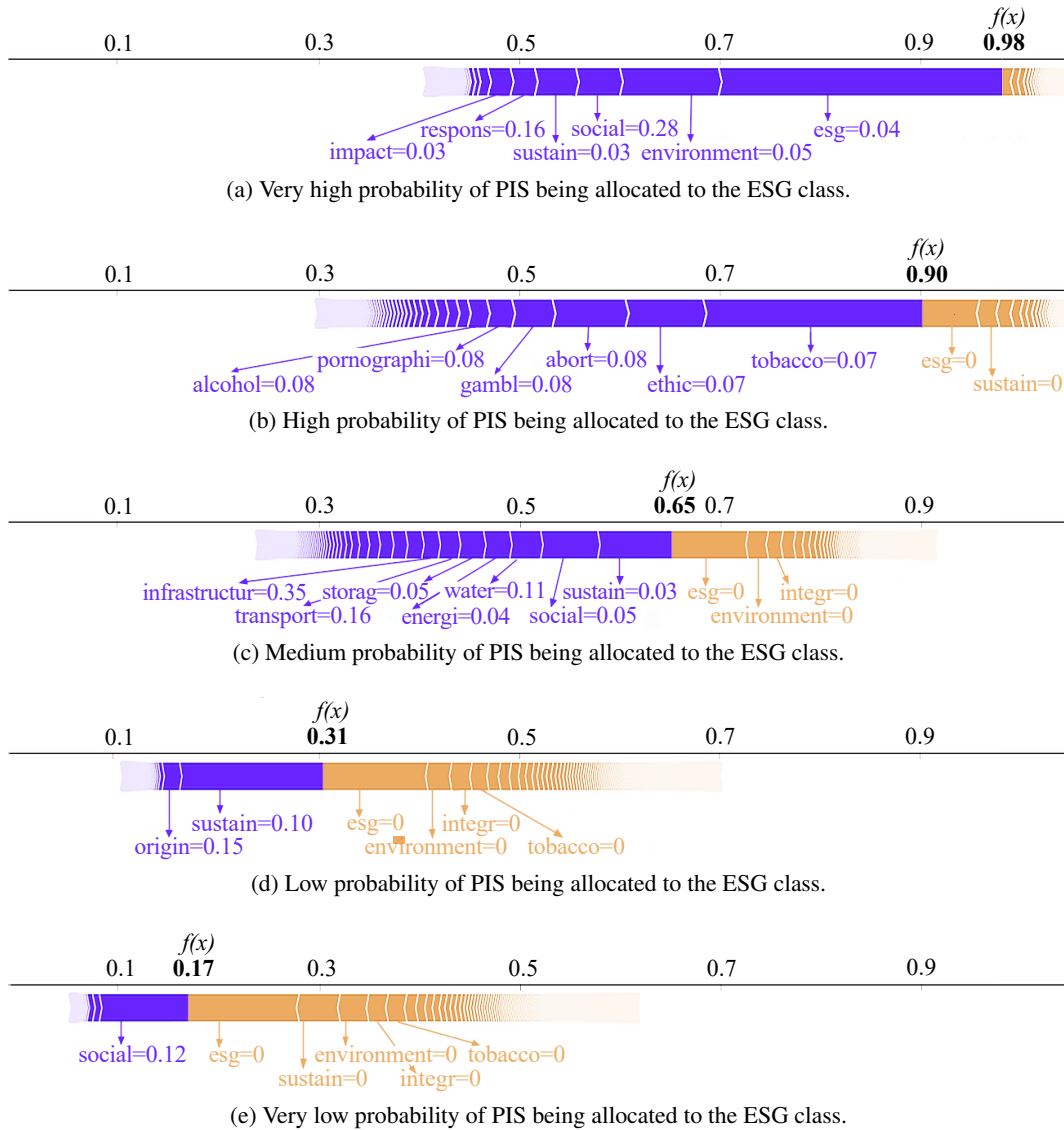 f(x)
0.1 0.3 0.5 0.7 0.9 0.98
respons=0.16 social=0.28 esg=0.04
impact=0.03 sustain=0.03 environment=0.05
(a) Very high probability of PIS being allocated to the ESG class.
f(x)
0.1 0.3 0.5 0.7 0.90
pornographi=0.08 abort=0.08 tobacco=0.07 esg=0
alcohol=0.08 gambl=0.08 ethic=0.07 sustain=0
(b) High probability of PIS being allocated to the ESG class.
f(x)
0.1 0.3 0.5 0.65 0.7 0.9
infrastructur=0.35 storag=0.05 water=0.11 sustain=0.03 esg=0 integr=0
transport=0.16 energi=0.04 social=0.05 environment=0
(c) Medium probability of PIS being allocated to the ESG class.
f(x)
0.1 0.31 0.5 0.7 0.9
sustain=0.10 esg=0 integr=0
origin=0.15 environment=0 tobacco=0
(d) Low probability of PIS being allocated to the ESG class.
f(x)
0.1 0.17 0.3 0.5 0.7 0.9
social=0.12 esg=0 environment=0 tobacco=0
sustain=0 integr=0
(e) Very low probability of PIS being allocated to the ESG class.